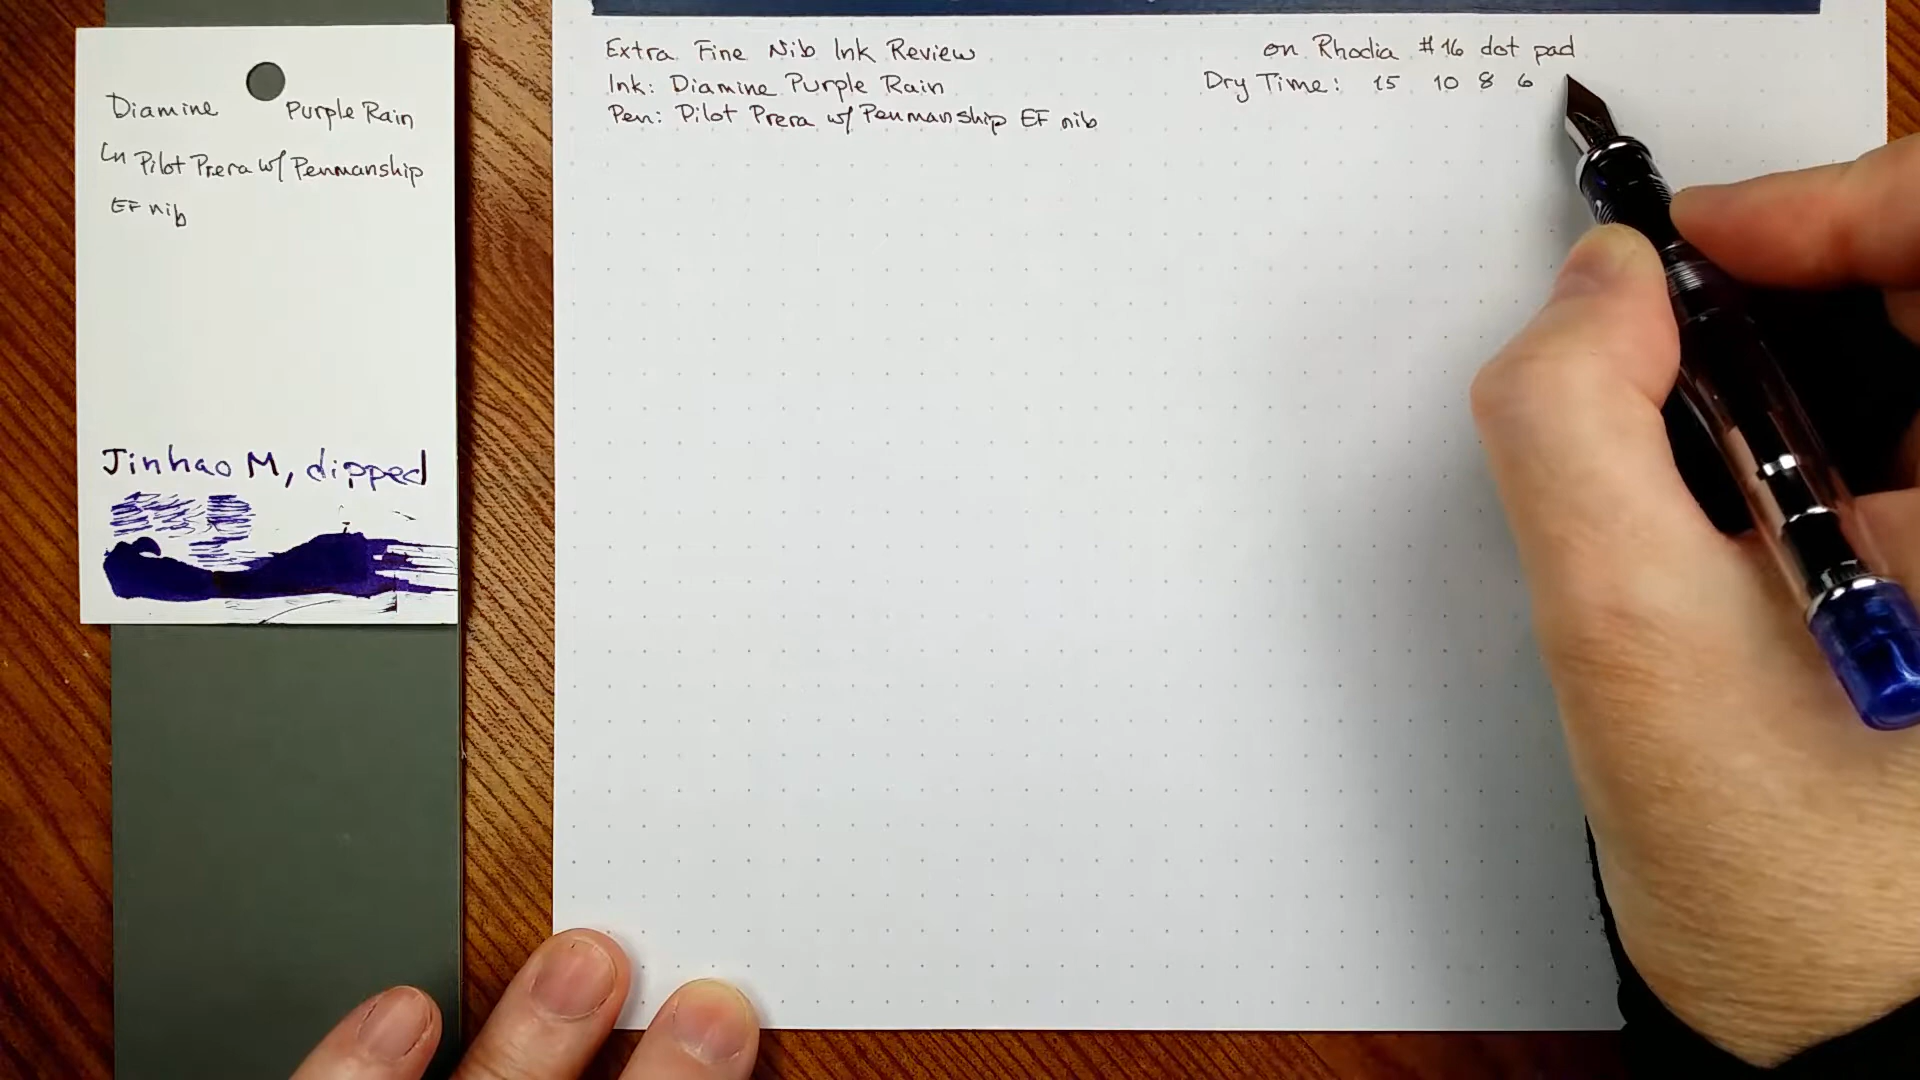 Diamine Purple Rain
in Pilot Prera w/ Penmanship
EF nib
Jinhao M, dipped
Extra Fine Nib Ink Review
Ink: Diamine Purple Rain
Pen: Pilot Prera w/ Penmanship EF nib
on Rhodia #16 dot pad
Dry Time: 15 10 8 6